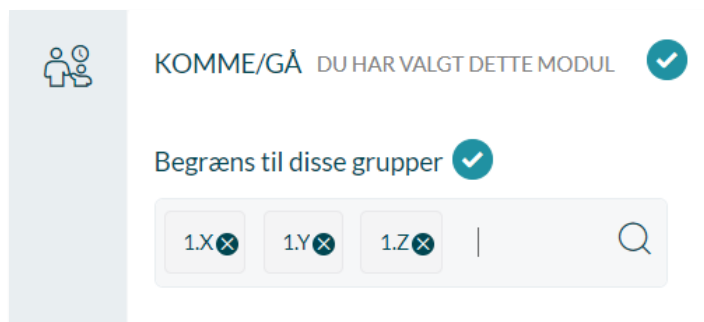 KOMME/GÅ DU HAR VALGT DETTE MODUL
Begræns til disse grupper
1.X 1.Y 1.Z